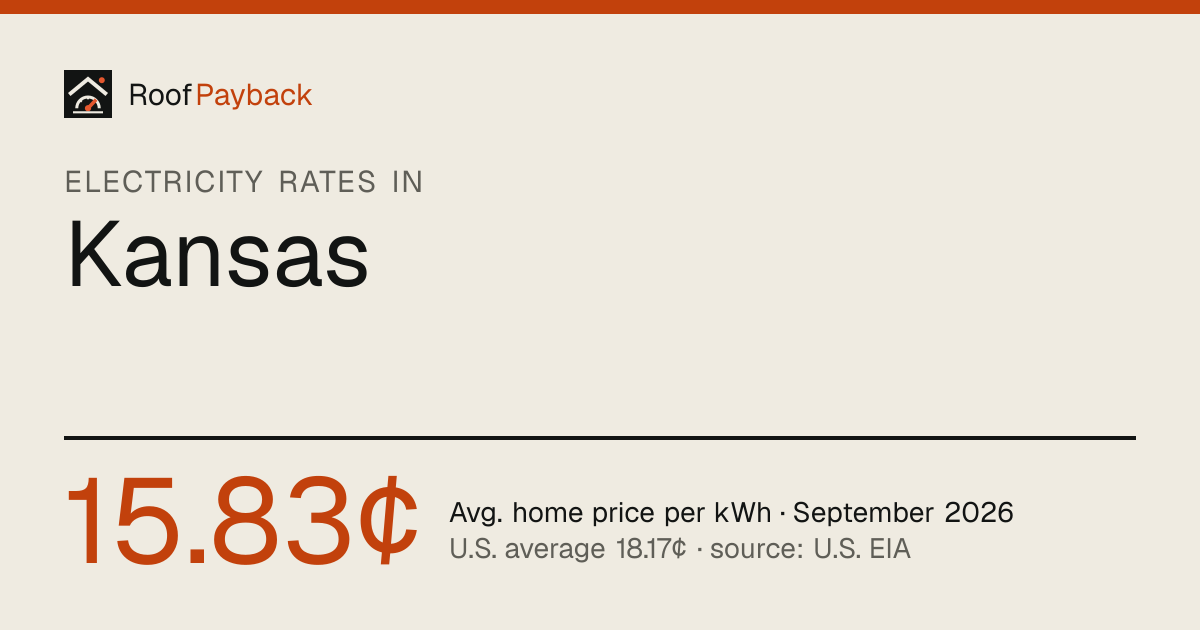 RoofPayback
ELECTRICITY RATES IN
Kansas
15.83¢
Avg. home price per kWh · September 2026
U.S. average 18.17¢ · source: U.S. EIA